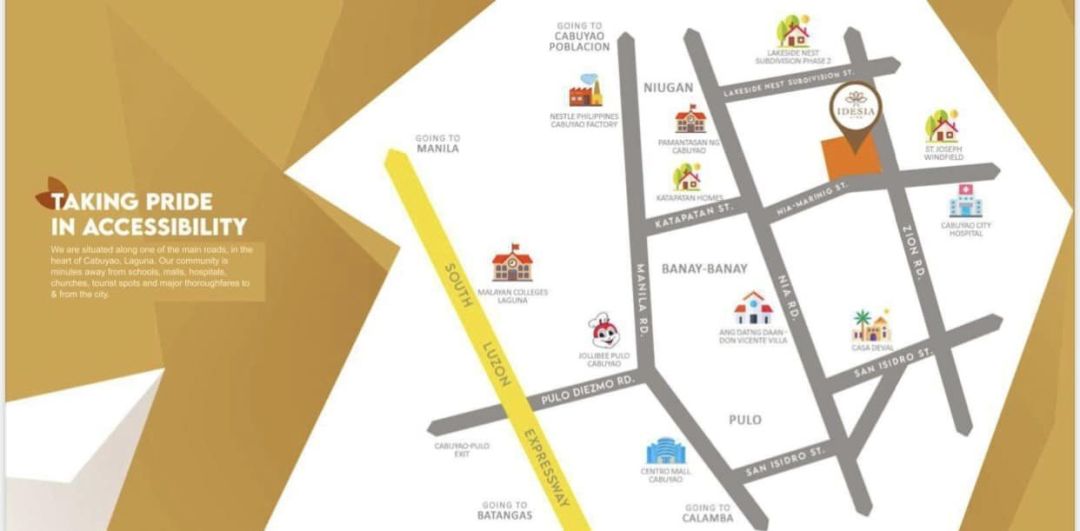 TAKING PRIDE
IN ACCESSIBILITY
We are situated along one of the main roads, in the
heart of Cabuyao, Laguna. Our community is
minutes away from schools, malls, hospitals,
churches, tourist spots and major thoroughfares to
& from the city.
GOING TO
CABUYAO
POBLACION
NESTLE PHILIPPINES
CABUYAO FACTORY
GOING TO
MANILA
NIUGAN
PAMANTASAN NG
CABUYAO
KATAPATAN HOMES
KATAPATAN ST.
LAKESIDE NEST
SUBDIVISION PHASE 2
LAKESIDE NEST SUBDIVISION ST.
IDESIA
ST. JOSEPH
WINDFIELD
NIA-MARINIG ST.
CABUYAO CITY
HOSPITAL
ZION RD.
SOUTH LUZON EXPRESSWAY
MALAYAN COLLEGES
LAGUNA
MANILA RD.
BANAY-BANAY
NIA RD.
ANG DATNG DAAN -
DON VICENTE VILLA
CASA DEVAL
SAN ISIDRO ST.
JOLLIBEE PULO
CABUYAO
PULO DIEZMO RD.
CABUYAO-PULO
EXIT
PULO
CENTRO MALL
CABUYAO
SAN ISIDRO ST.
GOING TO
BATANGAS
GOING TO
CALAMBA